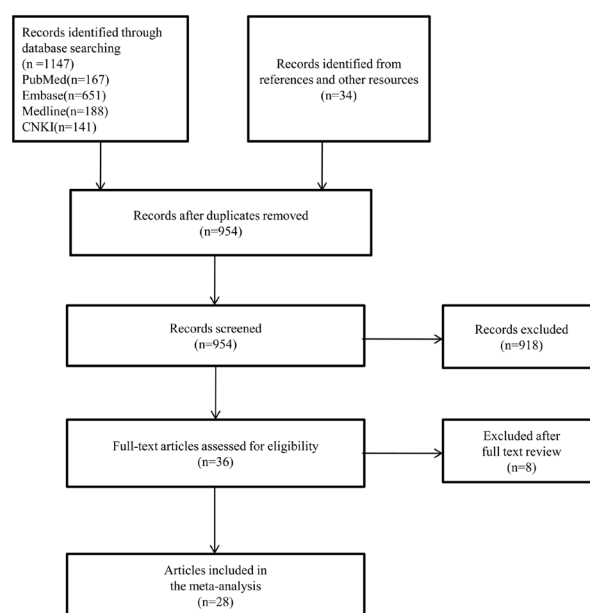 Records identified through
database searching
(n =1147)
PubMed(n=167)
Embase(n=651)
Medline(n=188)
CNKI(n=141)
Records identified from
references and other resources
(n=34)
Records after duplicates removed
(n=954)
Records screened
(n=954)
Records excluded
(n=918)
Full-text articles assessed for eligibility
(n=36)
Excluded after
full text review
(n=8)
Articles included in
the meta-analysis
(n=28)